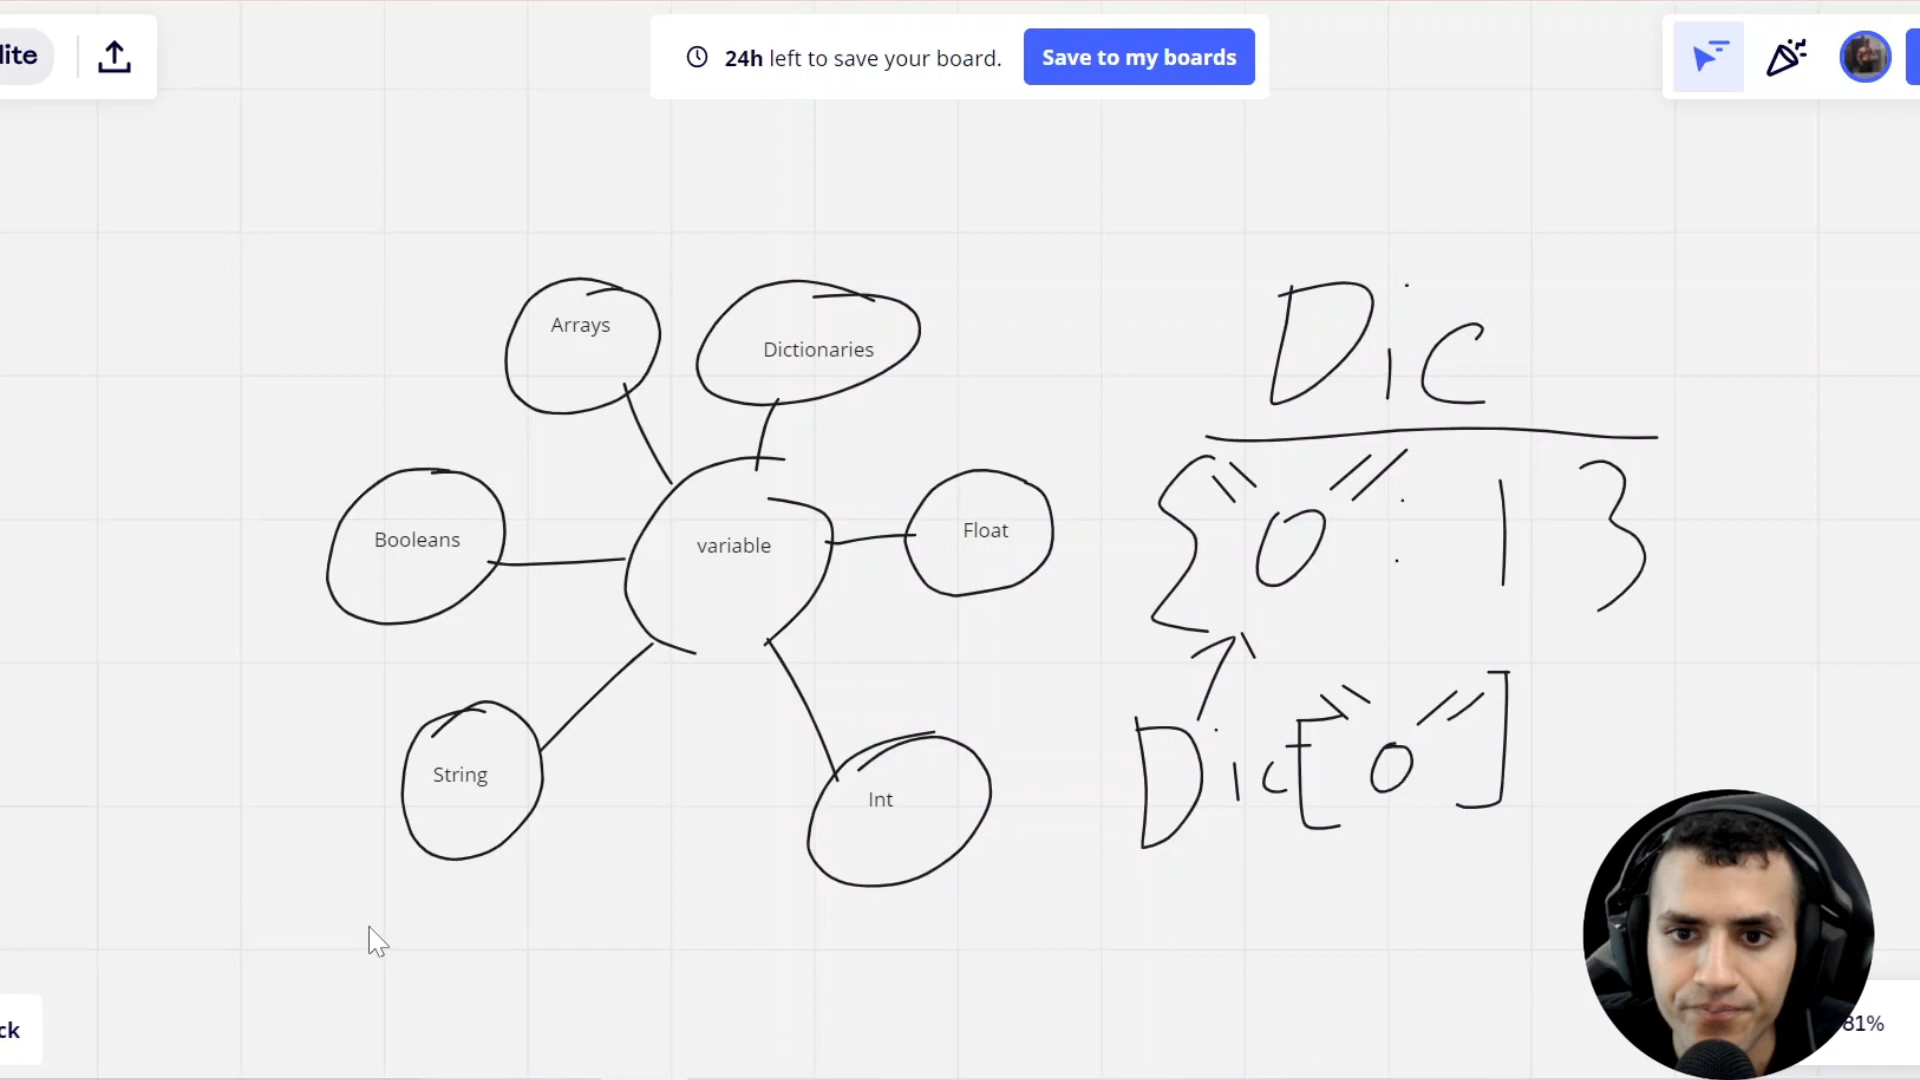 lite
24h left to save your board.
Save to my boards
Arrays
Dictionaries
Booleans
variable
Float
String
Int
Dic
{"0" : 1}
Dic["0"]
ck
81%